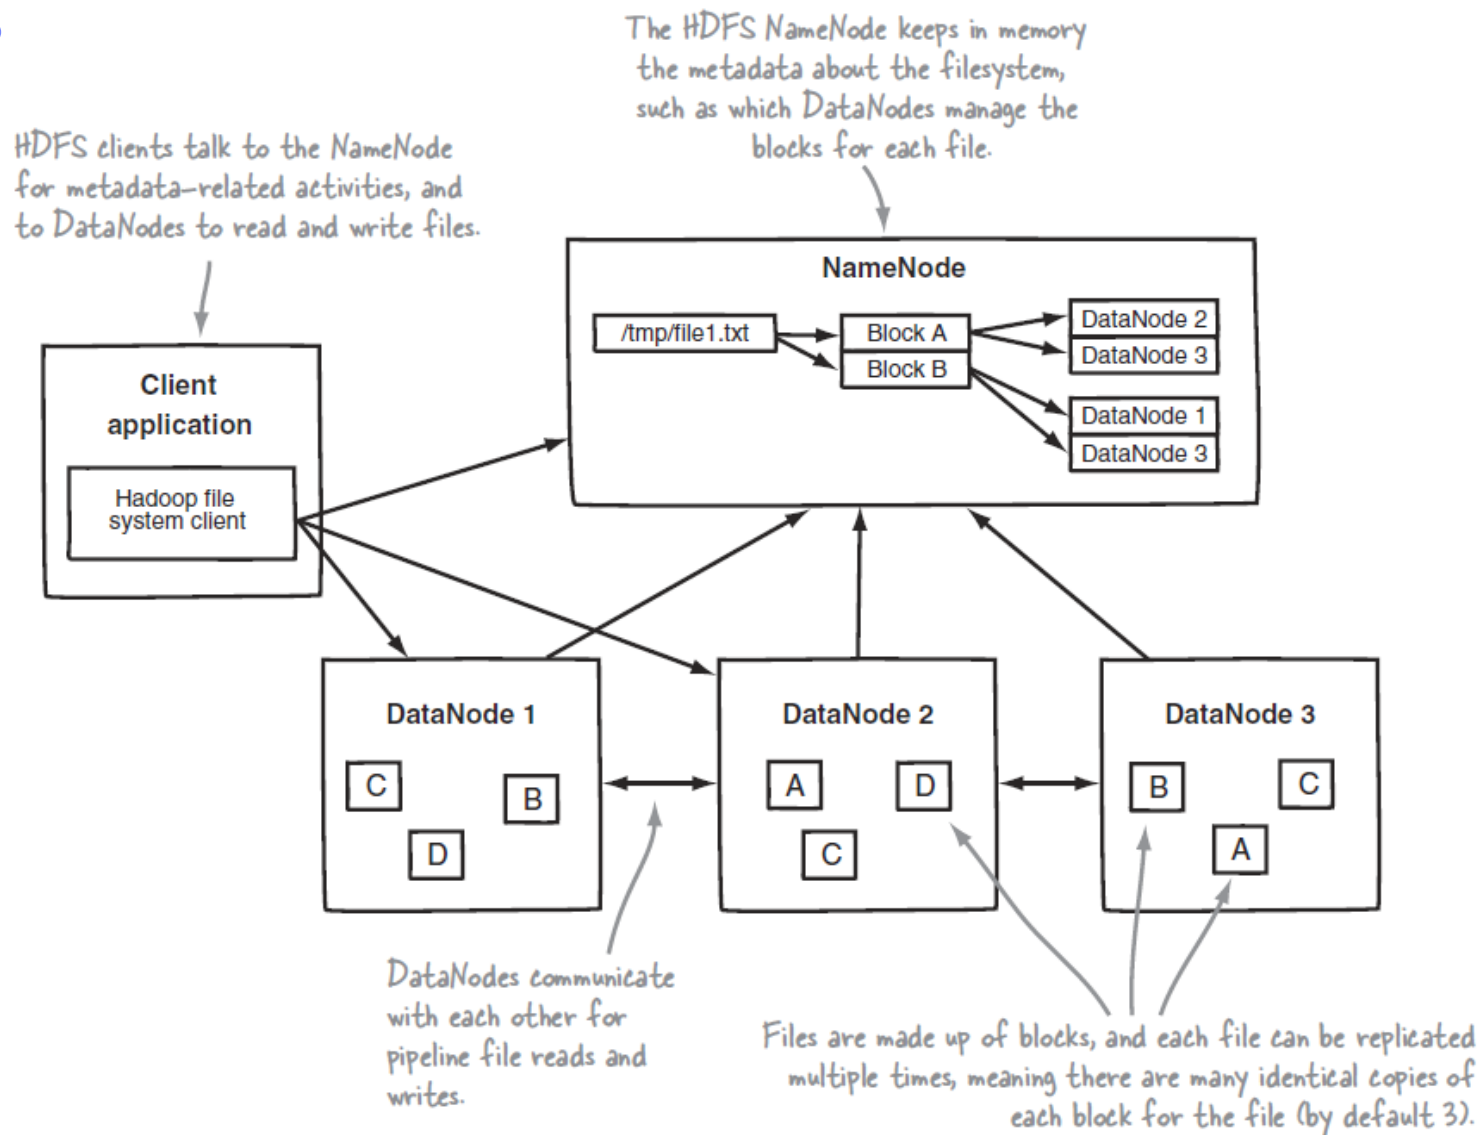 The HDFS NameNode keeps in memory
the metadata about the filesystem,
such as which DataNodes manage the
blocks for each file.
HDFS clients talk to the NameNode
for metadata-related activities, and
to DataNodes to read and write files.
NameNode
/tmp/file1.txt
Block A
Block B
DataNode 2
DataNode 3
DataNode 1
DataNode 3
Client
application
Hadoop file
system client
DataNode 1
C
B
D
DataNode 2
A
D
C
DataNode 3
B
C
A
DataNodes communicate
with each other for
pipeline file reads and
writes.
Files are made up of blocks, and each file can be replicated
multiple times, meaning there are many identical copies of
each block for the file (by default 3).